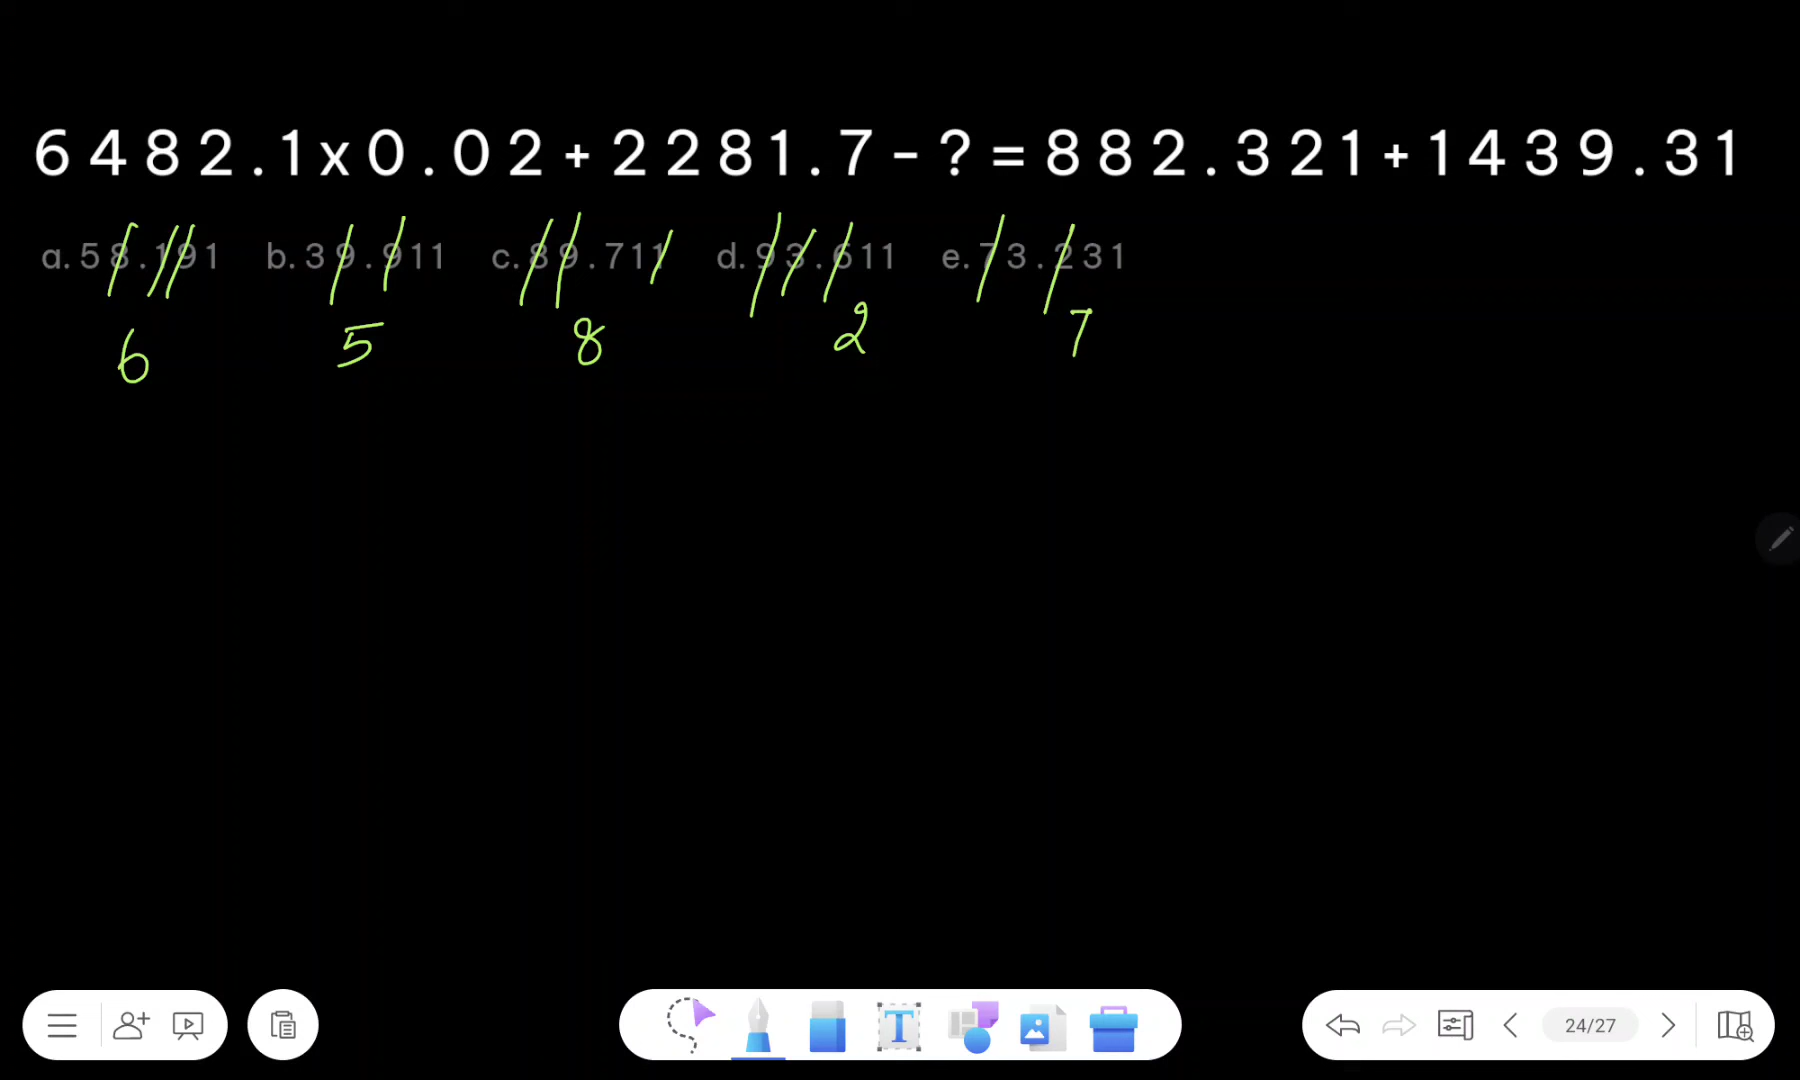 6482.1x0.02+2281.7-?=882.321+1439.31
a. 58.191 b. 39.911 c. 89.711 d. 93.611 e. 73.231
6 5 8 2 7
T 24/27